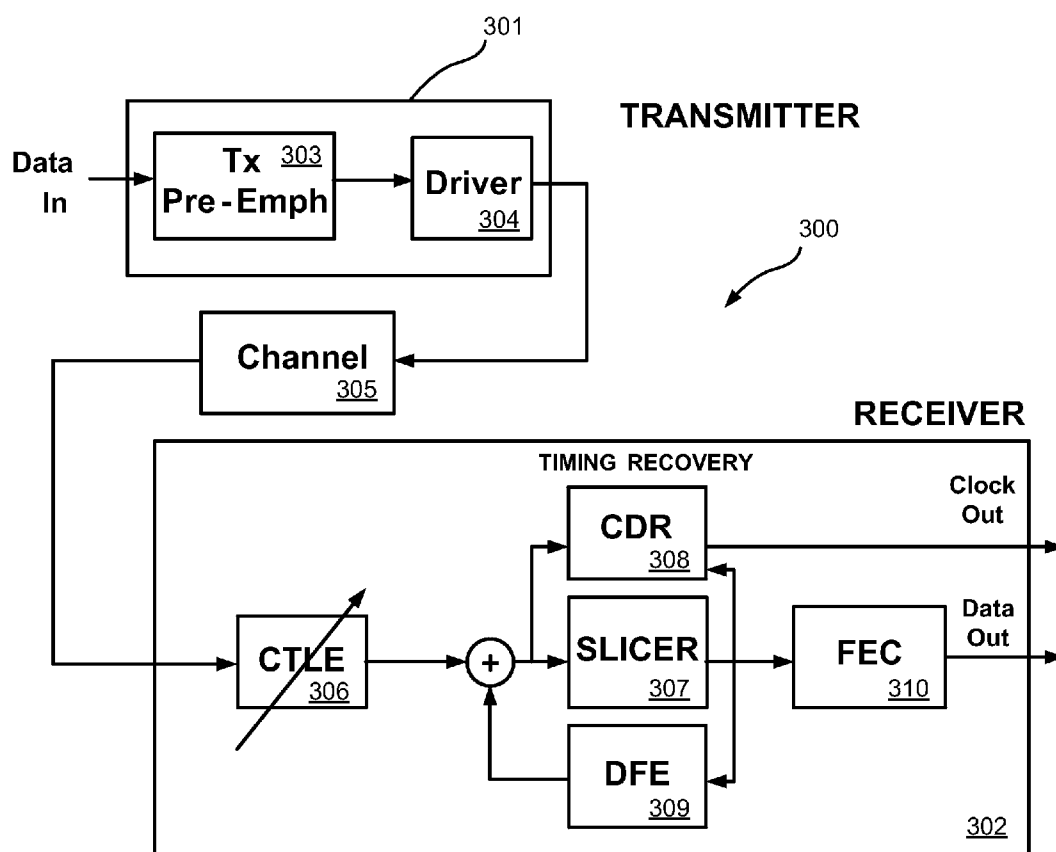 301
TRANSMITTER
Data
In
Tx 303
Pre-Emph
Driver
304
300
Channel
305
RECEIVER
TIMING RECOVERY
Clock
Out
CDR
308
Data
Out
CTLE
306
+
SLICER
307
FEC
310
DFE
309
302